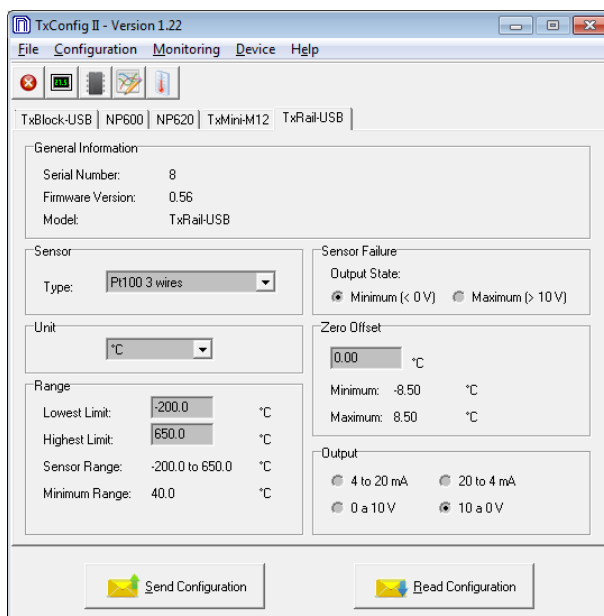 TxConfig II - Version 1.22
File Configuration Monitoring Device Help
TxBlock-USB NP600 NP620 TxMini-M12 TxRail-USB
General Information
Serial Number: 8
Firmware Version: 0.56
Model: TxRail-USB
Sensor
Type: Pt100 3 wires
Unit
°C
Range
Lowest Limit: -200.0 °C
Highest Limit: 650.0 °C
Sensor Range: -200.0 to 650.0 °C
Minimum Range: 40.0 °C
Sensor Failure
Output State:
Minimum (< 0 V) Maximum (> 10 V)
Zero Offset
0.00 °C
Minimum: -8.50 °C
Maximum: 8.50 °C
Output
4 to 20 mA 20 to 4 mA
0 a 10 V 10 a 0 V
Send Configuration Read Configuration